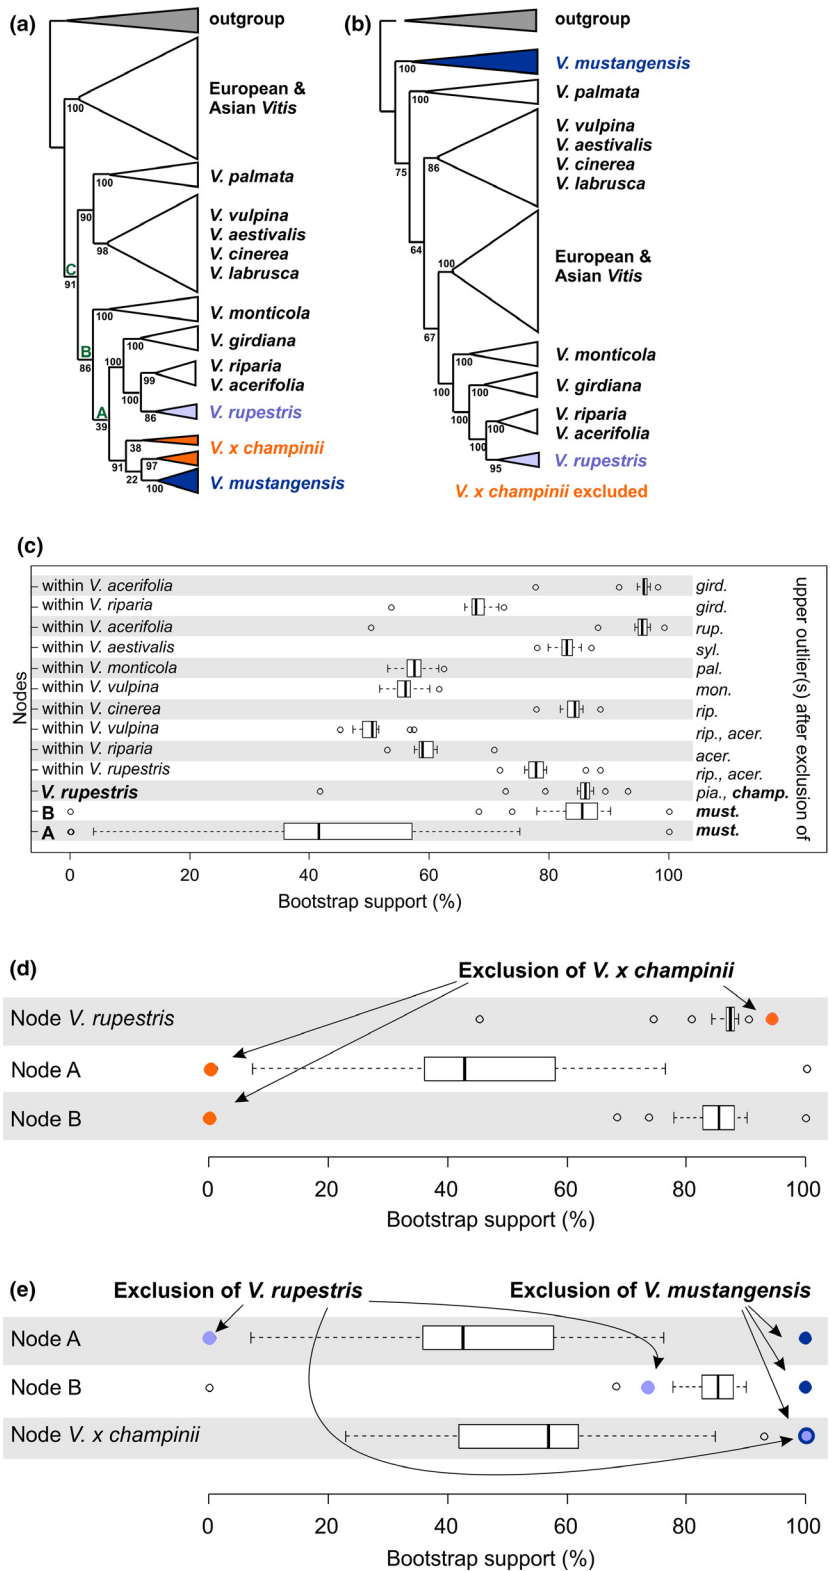 (a)
outgroup
European &
Asian Vitis
100
V. palmata
100
90
V. vulpina
V. aestivalis
V. cinerea
V. labrusca
98
C
91
V. monticola
100
V. girdiana
100
B
86
100
V. riparia
V. acerifolia
99
100
V. rupestris
86
A
39
V. x champinii
38
91
97
22
V. mustangensis
100
(b)
outgroup
V. mustangensis
100
V. palmata
100
V. vulpina
V. aestivalis
V. cinerea
V. labrusca
75
86
European &
Asian Vitis
64
100
67
V. monticola
100
V. girdiana
100
100
V. riparia
V. acerifolia
100
100
V. rupestris
100
95
V. x champinii excluded
(c)
Nodes
within V. acerifolia
gird.
within V. riparia
gird.
within V. acerifolia
rup.
within V. aestivalis
syl.
within V. monticola
pal.
within V. vulpina
mon.
within V. cinerea
rip.
within V. vulpina
rip., acer.
within V. riparia
acer.
within V. rupestris
rip., acer.
V. rupestris
pia., champ.
B
must.
A
must.
upper outlier(s) after exclusion of
0 20 40 60 80 100
Bootstrap support (%)
(d)
Exclusion of V. x champinii
Node V. rupestris
Node A
Node B
0 20 40 60 80 100
Bootstrap support (%)
(e)
Exclusion of V. rupestris
Exclusion of V. mustangensis
Node A
Node B
Node V. x champinii
0 20 40 60 80 100
Bootstrap support (%)